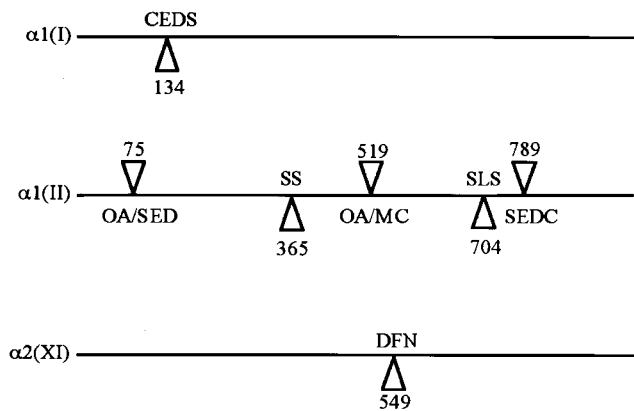 CEDS
α1(I)
134
75 519 789
SS SLS
α1(II)
OA/SED OA/MC SEDC
365 704
DFN
α2(XI)
549